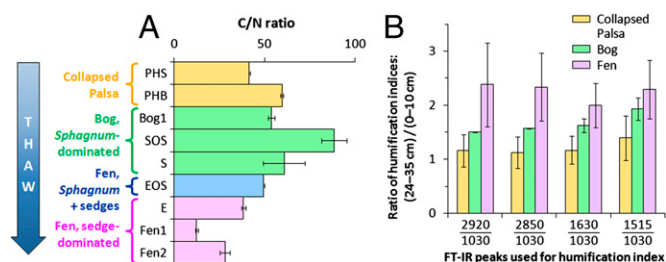 A
C/N ratio
0 50 100
THAW
Collapsed
Palsa
PHS
PHB
Bog,
Sphagnum-
dominated
Bog1
SOS
S
Fen,
Sphagnum
+ sedges
EOS
Fen, sedge-
dominated
E
Fen1
Fen2
B
Ratio of humification indices:
(24–35 cm) / (0–10 cm)
3
2
1
0
Collapsed
Palsa
Bog
Fen
2920 2850 1630 1515
1030 1030 1030 1030
FT-IR peaks used for humification index